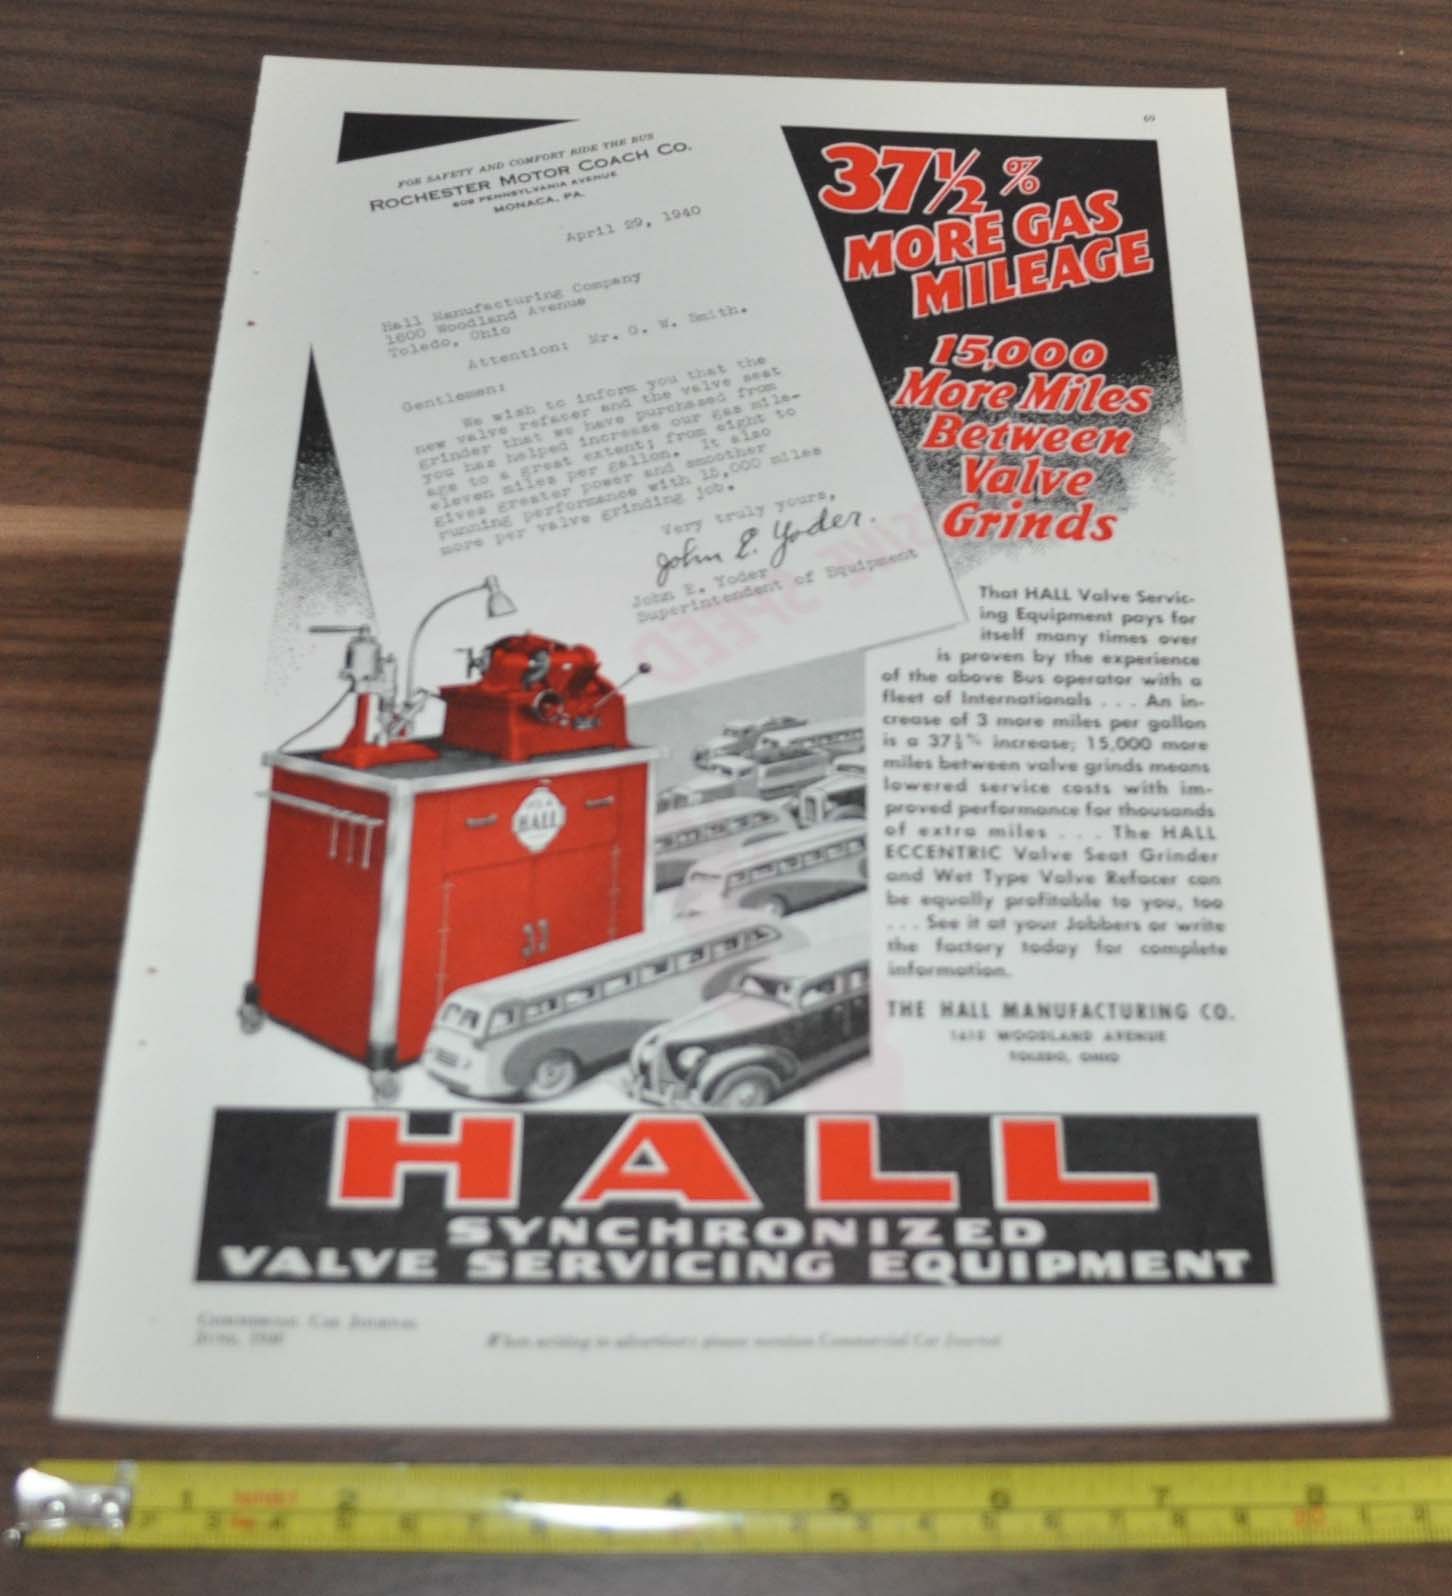 69
FOR SAFETY AND COMFORT RIDE THE BUS
ROCHESTER MOTOR COACH CO.
PENNSYLVANIA AVENUE
MONACA, PA.
April 29, 1940
Hall Manufacturing Company
1600 Woodland Avenue
Toledo, Ohio
Attention: Mr. G. W. Smith.
Gentlemen:
We wish to inform you that the
new valve refacer and the valve seat
grinder that we have purchased from
you has helped increase our gas mile-
age to a great extent; from eight to
eleven miles per gallon. It also
gives greater power and smoother
running performance with 15,000 miles
more per valve grinding job.
Very truly yours,
John E. Yoder.
John E. Yoder
Superintendent of Equipment
37½%
MORE GAS
MILEAGE
15,000
More Miles
Between
Valve
Grinds
That HALL Valve Servic-
ing Equipment pays for
itself many times over
is proven by the experience
of the above Bus operator with a
fleet of Internationals . . . An in-
crease of 3 more miles per gallon
is a 37½% increase; 15,000 more
miles between valve grinds means
lowered service costs with im-
proved performance for thousands
of extra miles . . . The HALL
ECCENTRIC Valve Seat Grinder
and Wet Type Valve Refacer can
be equally profitable to you, too
. . . See it at your Jobbers or write
the factory today for complete
information.
THE HALL MANUFACTURING CO.
WOODLAND AVENUE
TOLEDO, OHIO
HALL
HALL
SYNCHRONIZED
VALVE SERVICING EQUIPMENT
COMMERCIAL CAR JOURNAL
JUNE, 1940
When writing to advertisers please mention Commercial Car Journal
1 2 3 4 5 6 7 8